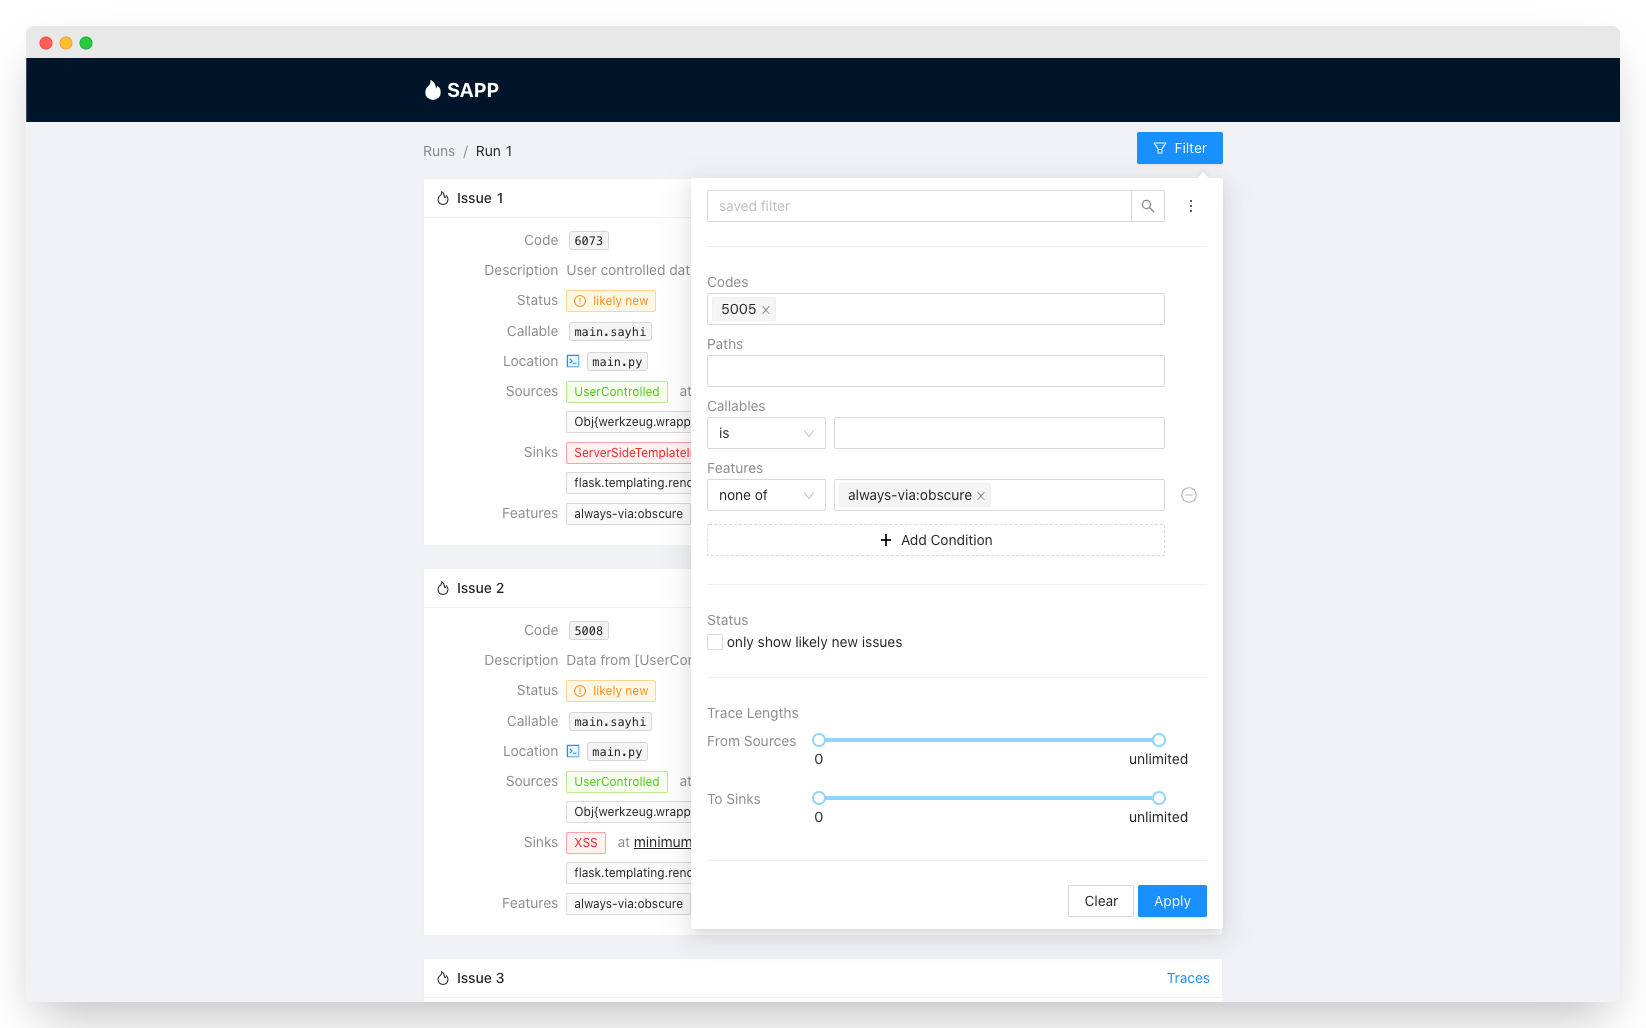 SAPP
Runs / Run 1
Filter
Issue 1
Code 6073
Description User controlled dat
Status likely new
Callable main.sayhi
Location main.py
Sources UserControlled at
Obj{werkzeug.wrapp
Sinks ServerSideTemplateI
flask.templating.rend
Features always-via:obscure
Issue 2
Code 5008
Description Data from [UserCon
Status likely new
Callable main.sayhi
Location main.py
Sources UserControlled at
Obj{werkzeug.wrapp
Sinks XSS at minimum
flask.templating.rend
Features always-via:obscure
Issue 3
Traces
saved filter
Codes
5005
Paths
Callables
is
Features
none of always-via:obscure
Add Condition
Status
only show likely new issues
Trace Lengths
From Sources
0 unlimited
To Sinks
0 unlimited
Clear Apply